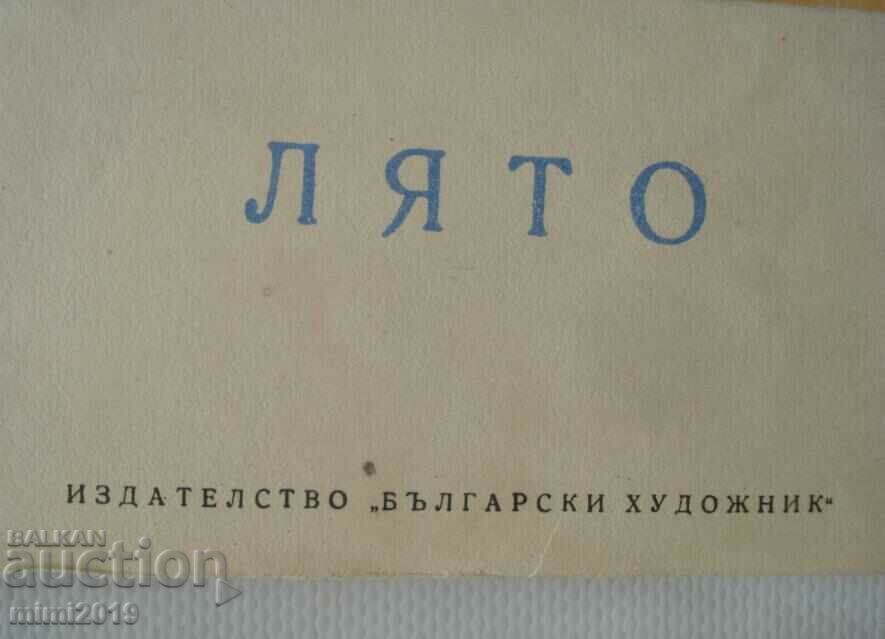 ЛЯТО
ИЗДАТЕЛСТВО „БЪЛГАРСКИ ХУДОЖНИК“
BALKAN
auction
mimi2019